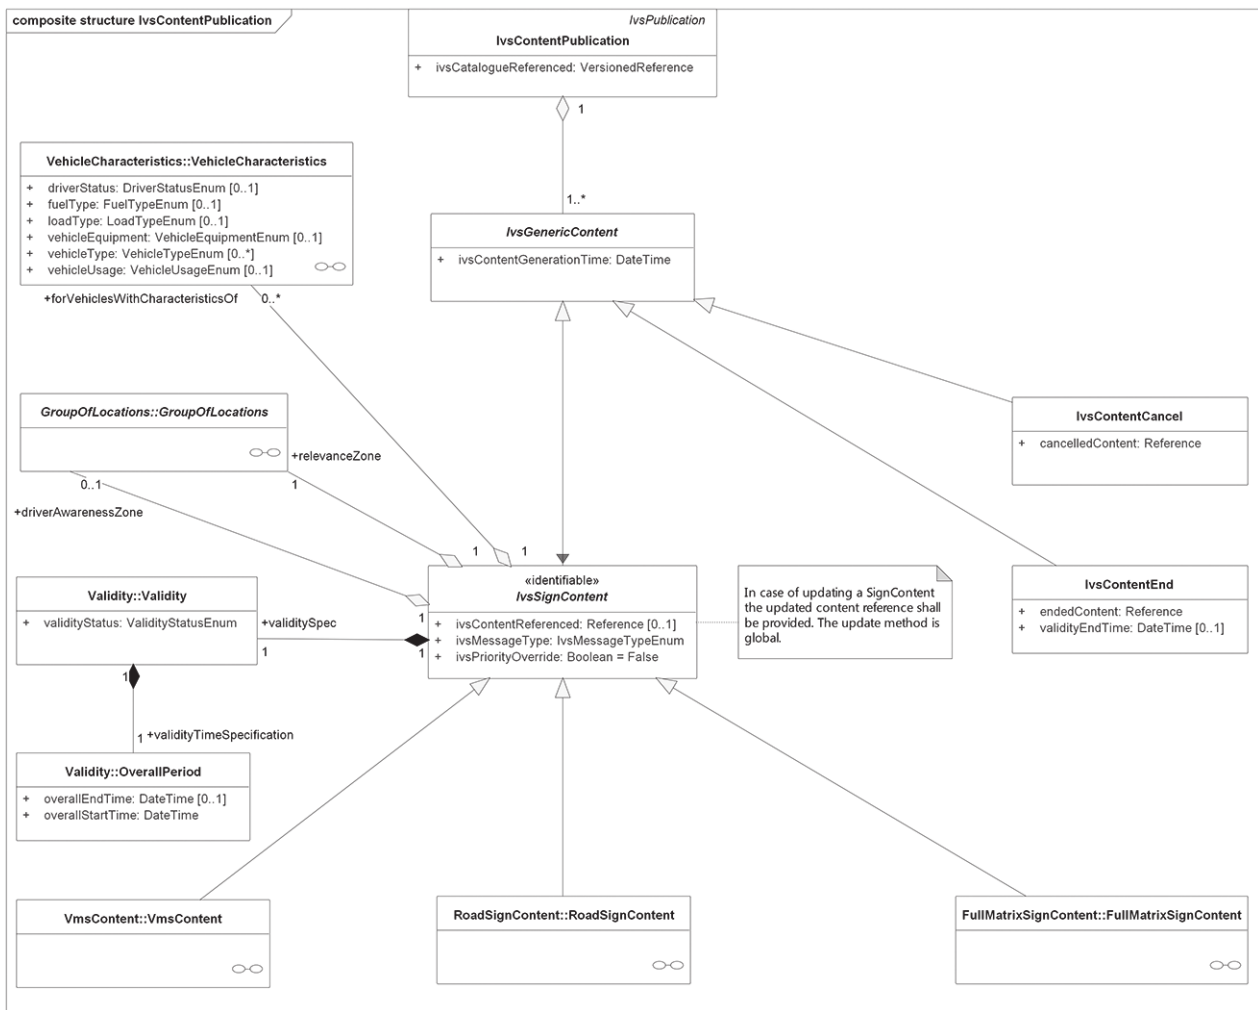 composite structure IvsContentPublication
IvsPublication
IvsContentPublication
+ ivsCatalogueReferenced: VersionedReference
1
1..*
VehicleCharacteristics::VehicleCharacteristics
+ driverStatus: DriverStatusEnum [0..1]
+ fuelType: FuelTypeEnum [0..1]
+ loadType: LoadTypeEnum [0..1]
+ vehicleEquipment: VehicleEquipmentEnum [0..1]
+ vehicleType: VehicleTypeEnum [0..*]
+ vehicleUsage: VehicleUsageEnum [0..1]
+forVehiclesWithCharacteristicsOf 0..*
IvsGenericContent
+ ivsContentGenerationTime: DateTime
GroupOfLocations::GroupOfLocations
+relevanceZone
1
0..1
+driverAwarenessZone
IvsContentCancel
+ cancelledContent: Reference
1
1
«identifiable»
IvsSignContent
+ ivsContentReferenced: Reference [0..1]
+ ivsMessageType: IvsMessageTypeEnum
+ ivsPriorityOverride: Boolean = False
1
1
In case of updating a SignContent
the updated content reference shall
be provided. The update method is
global.
IvsContentEnd
+ endedContent: Reference
+ validityEndTime: DateTime [0..1]
Validity::Validity
+ validityStatus: ValidityStatusEnum
+validitySpec
1
1
1 +validityTimeSpecification
Validity::OverallPeriod
+ overallEndTime: DateTime [0..1]
+ overallStartTime: DateTime
VmsContent::VmsContent
RoadSignContent::RoadSignContent
FullMatrixSignContent::FullMatrixSignContent